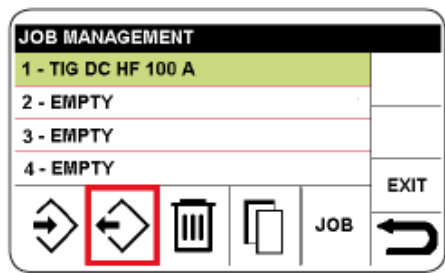 JOB MANAGEMENT
1 - TIG DC HF 100 A
2 - EMPTY
3 - EMPTY
4 - EMPTY
EXIT
JOB